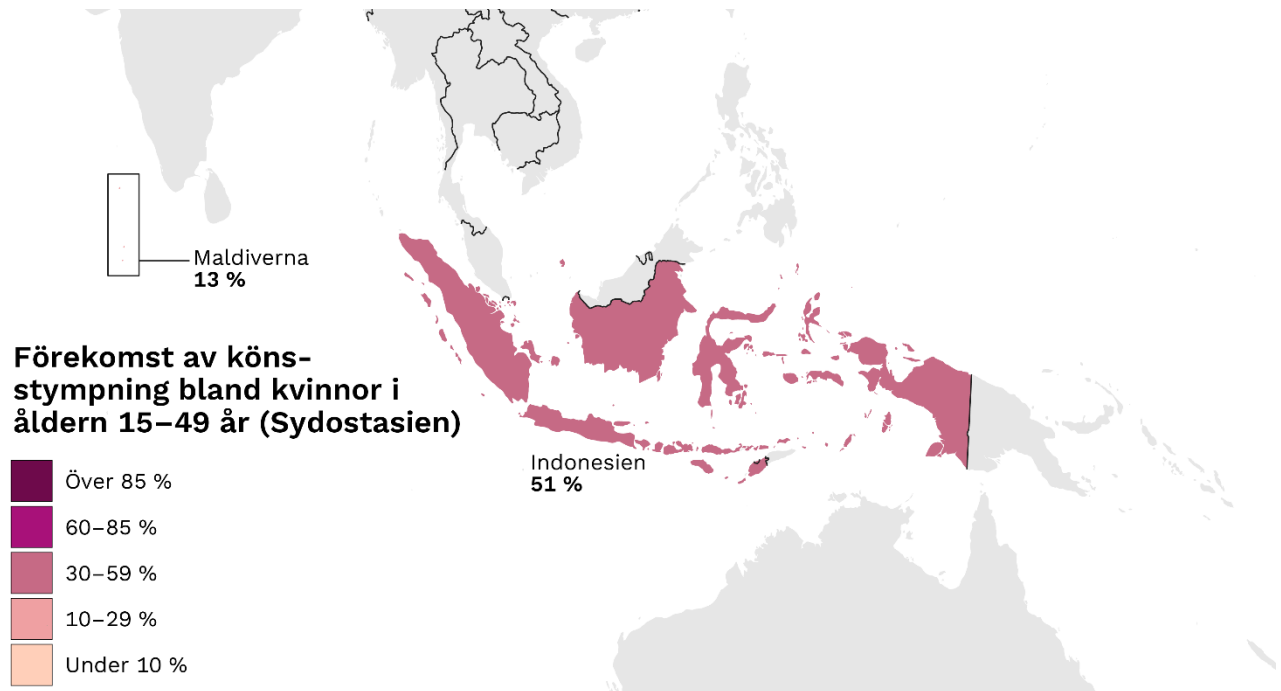 Maldiverna
13 %
Förekomst av köns-
stympning bland kvinnor i
åldern 15–49 år (Sydostasien)
Indonesien
51 %
Över 85 %
60–85 %
30–59 %
10–29 %
Under 10 %